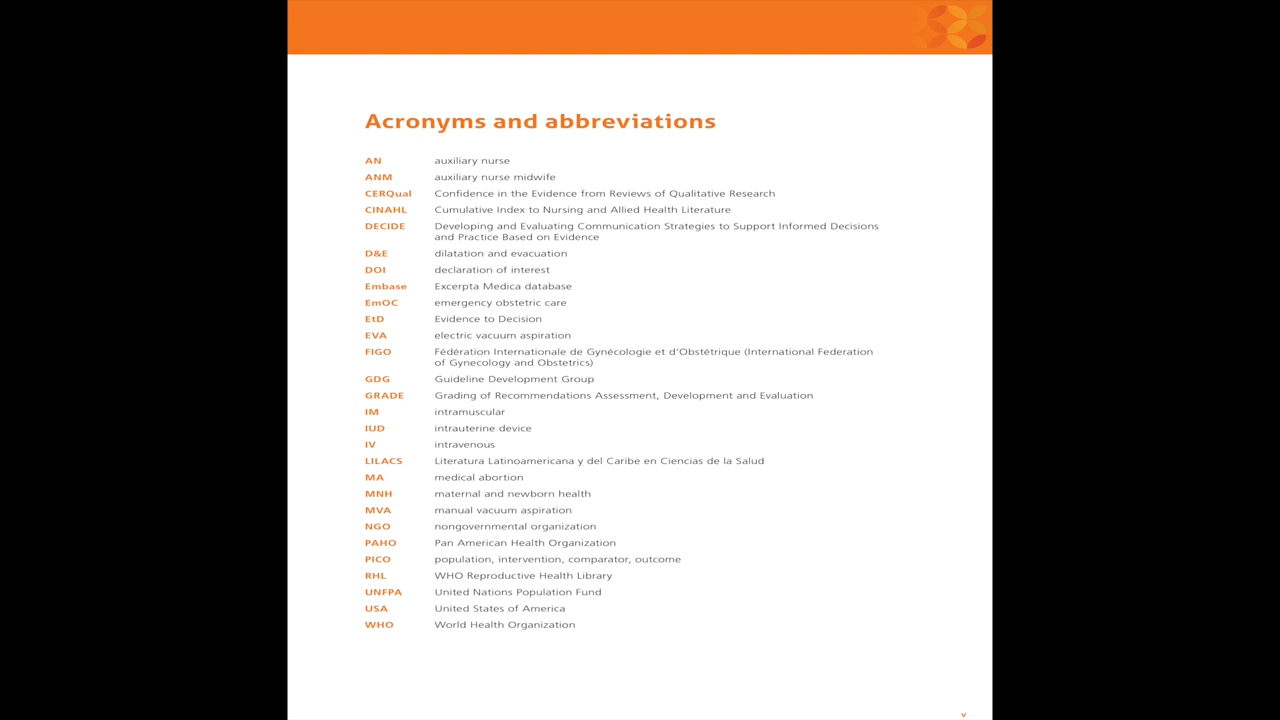 Acronyms and abbreviations
AN auxiliary nurse
ANM auxiliary nurse midwife
CERQual Confidence in the Evidence from Reviews of Qualitative Research
CINAHL Cumulative Index to Nursing and Allied Health Literature
DECIDE Developing and Evaluating Communication Strategies to Support Informed Decisions
and Practice Based on Evidence
D&E dilatation and evacuation
DOI declaration of interest
Embase Excerpta Medica database
EmOC emergency obstetric care
EtD Evidence to Decision
EVA electric vacuum aspiration
FIGO Fédération Internationale de Gynécologie et d’Obstétrique (International Federation
of Gynecology and Obstetrics)
GDG Guideline Development Group
GRADE Grading of Recommendations Assessment, Development and Evaluation
IM intramuscular
IUD intrauterine device
IV intravenous
LILACS Literatura Latinoamericana y del Caribe en Ciencias de la Salud
MA medical abortion
MNH maternal and newborn health
MVA manual vacuum aspiration
NGO nongovernmental organization
PAHO Pan American Health Organization
PICO population, intervention, comparator, outcome
RHL WHO Reproductive Health Library
UNFPA United Nations Population Fund
USA United States of America
WHO World Health Organization
v